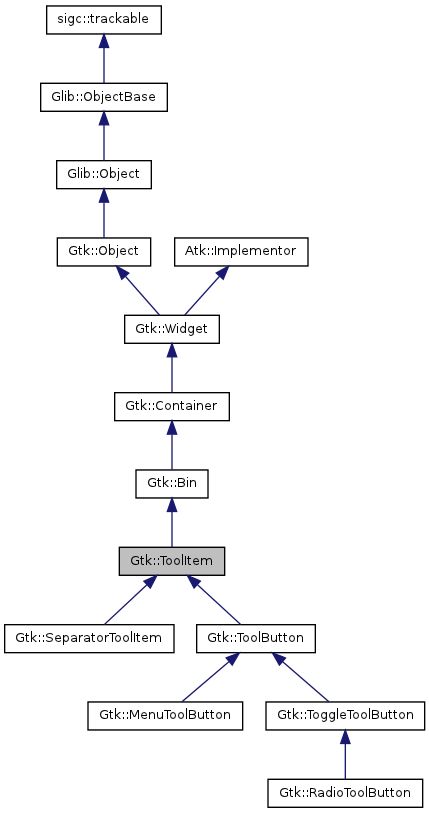 sigc::trackable
Glib::ObjectBase
Glib::Object
Gtk::Object
Atk::Implementor
Gtk::Widget
Gtk::Container
Gtk::Bin
Gtk::ToolItem
Gtk::SeparatorToolItem
Gtk::ToolButton
Gtk::MenuToolButton
Gtk::ToggleToolButton
Gtk::RadioToolButton